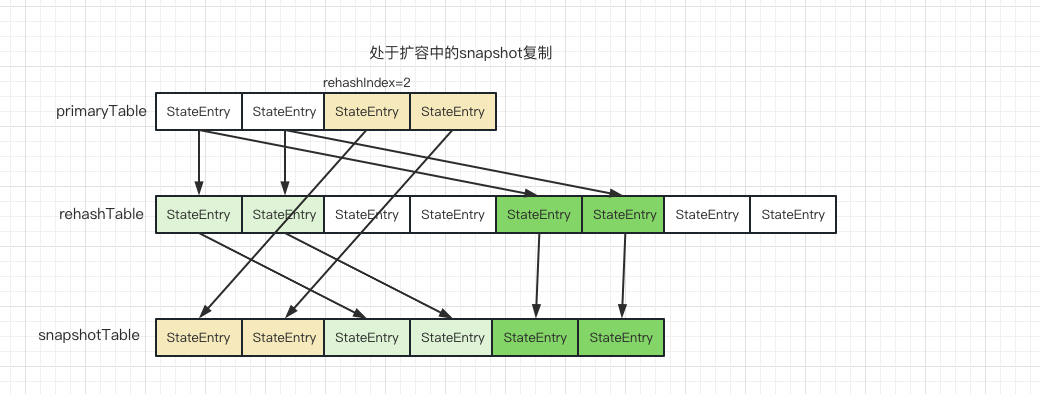 处于扩容中的snapshot复制
rehashIndex=2
primaryTable StateEntry StateEntry StateEntry StateEntry
rehashTable StateEntry StateEntry StateEntry StateEntry StateEntry StateEntry StateEntry StateEntry
snapshotTable StateEntry StateEntry StateEntry StateEntry StateEntry StateEntry